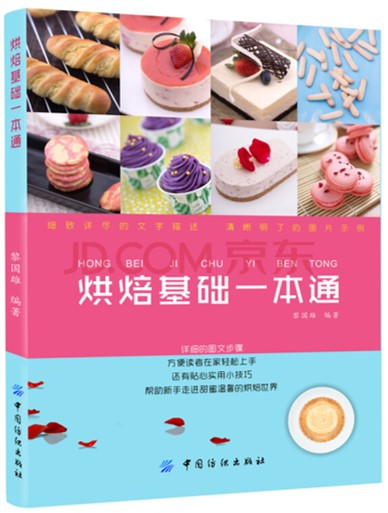 烘焙基础一本通
黎国雄 编著
细致详尽的文字描述 清晰明了的图片示例
JD.COM 京东
HONG BEI JI CHU YI BEN TONG
烘焙基础一本通
黎国雄 编著
详细的图文步骤
方便读者在家轻松上手
还有贴心实用小技巧
帮助新手走进甜蜜温馨的烘焙世界
中国纺织出版社